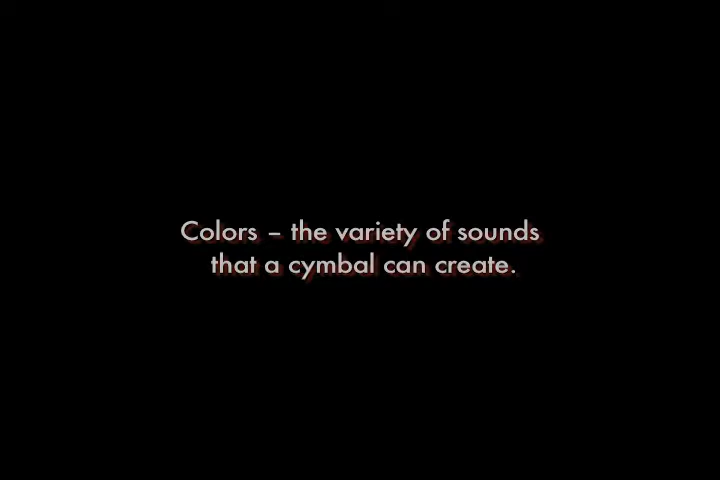 Colors – the variety of sounds
that a cymbal can create.